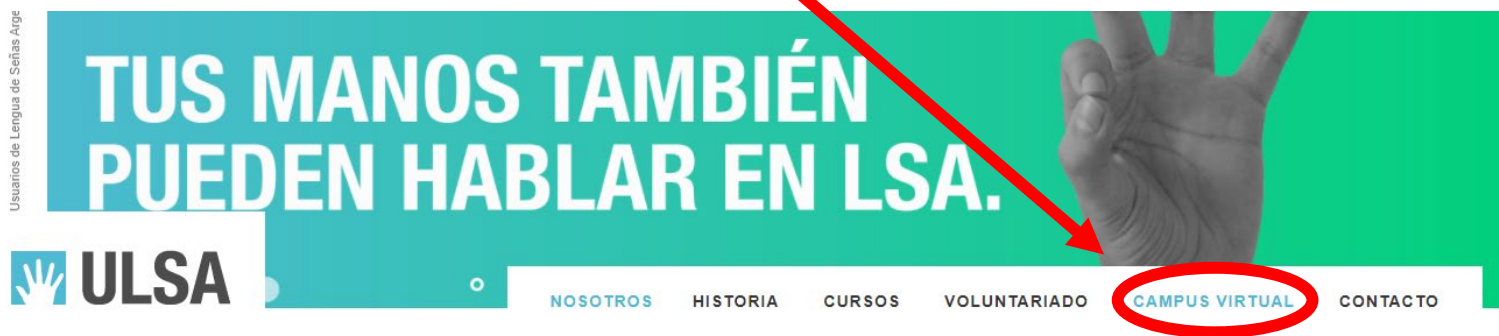 Usuarios de Lengua de Señas Arge
TUS MANOS TAMBIÉN
PUEDEN HABLAR EN LSA.
ULSA
NOSOTROS HISTORIA CURSOS VOLUNTARIADO CAMPUS VIRTUAL CONTACTO